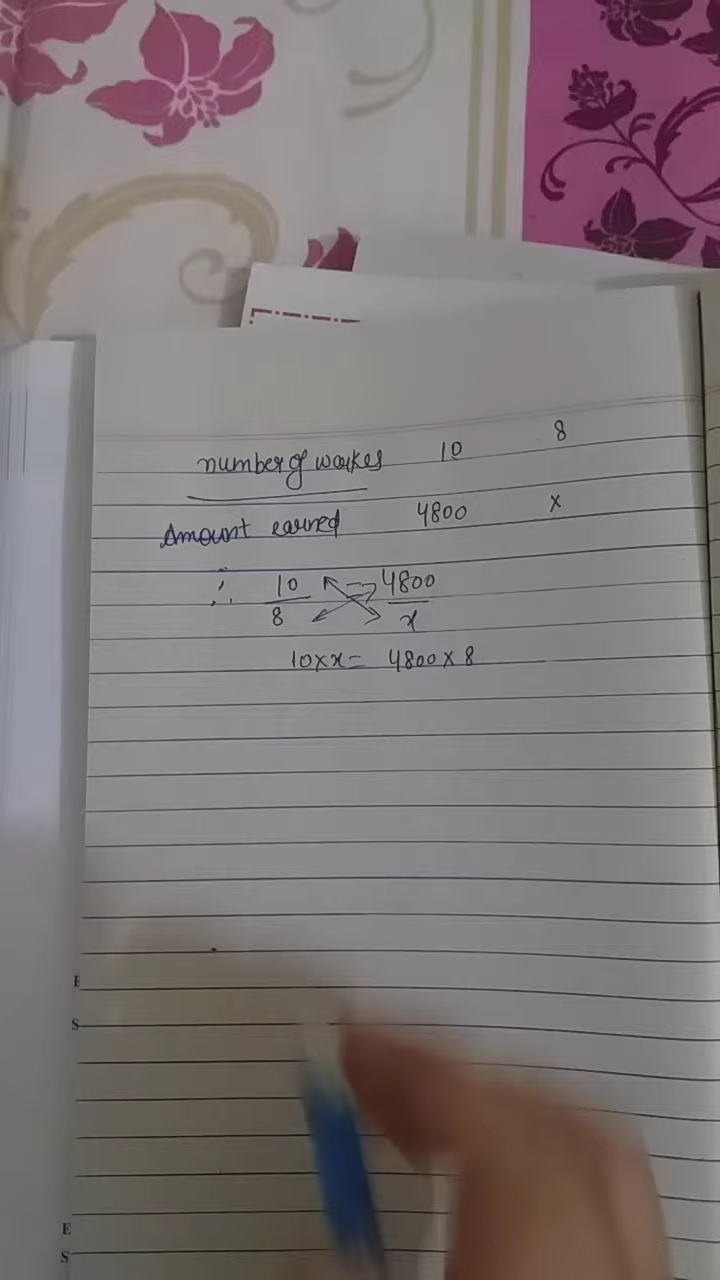 number of workes 10 8
Amount earned 4800 x
∴ 10/8 = 4800/x
10×x= 4800×8
E
S
E
S